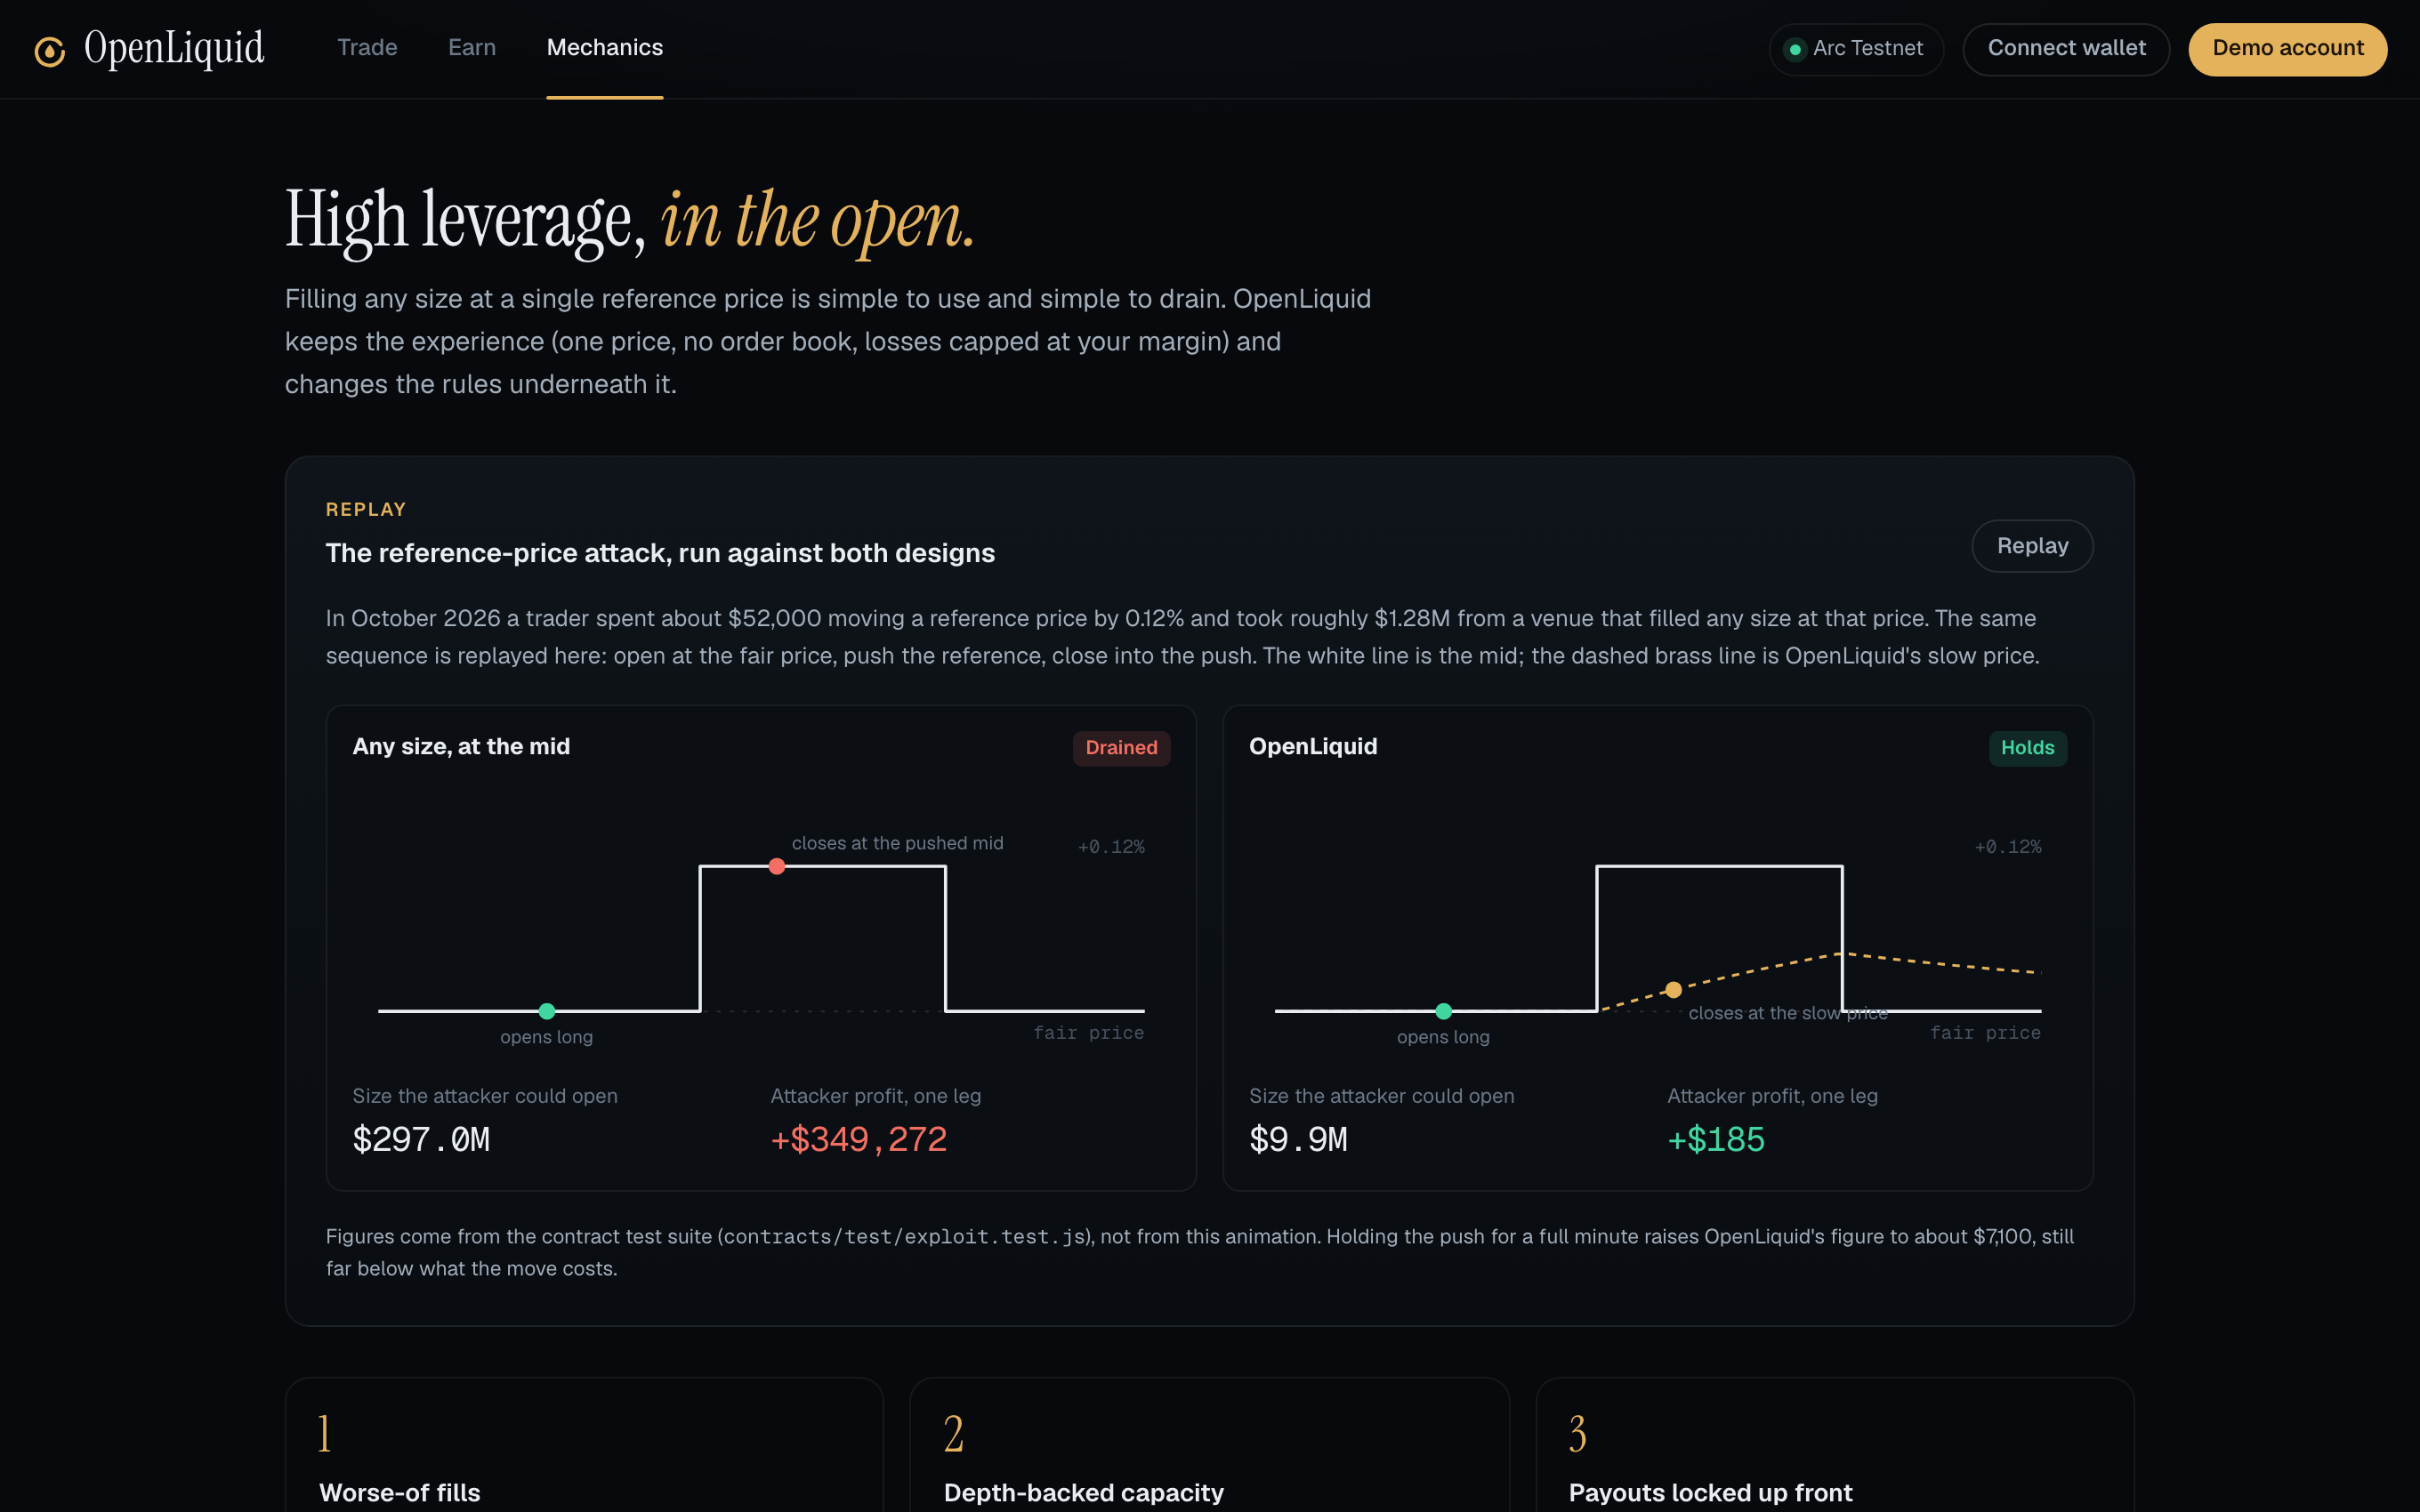 OpenLiquid
Trade
Earn
Mechanics
Arc Testnet
Connect wallet
Demo account
High leverage, in the open.
Filling any size at a single reference price is simple to use and simple to drain. OpenLiquid
keeps the experience (one price, no order book, losses capped at your margin) and
changes the rules underneath it.
REPLAY
The reference-price attack, run against both designs
Replay
In October 2026 a trader spent about $52,000 moving a reference price by 0.12% and took roughly $1.28M from a venue that filled any size at that price. The same
sequence is replayed here: open at the fair price, push the reference, close into the push. The white line is the mid; the dashed brass line is OpenLiquid's slow price.
Any size, at the mid
Drained
closes at the pushed mid
+0.12%
opens long
fair price
Size the attacker could open
Attacker profit, one leg
$297.0M
+$349,272
OpenLiquid
Holds
+0.12%
closes at the slow price
opens long
fair price
Size the attacker could open
Attacker profit, one leg
$9.9M
+$185
Figures come from the contract test suite (contracts/test/exploit.test.js), not from this animation. Holding the push for a full minute raises OpenLiquid's figure to about $7,100, still
far below what the move costs.
1
Worse-of fills
2
Depth-backed capacity
3
Payouts locked up front